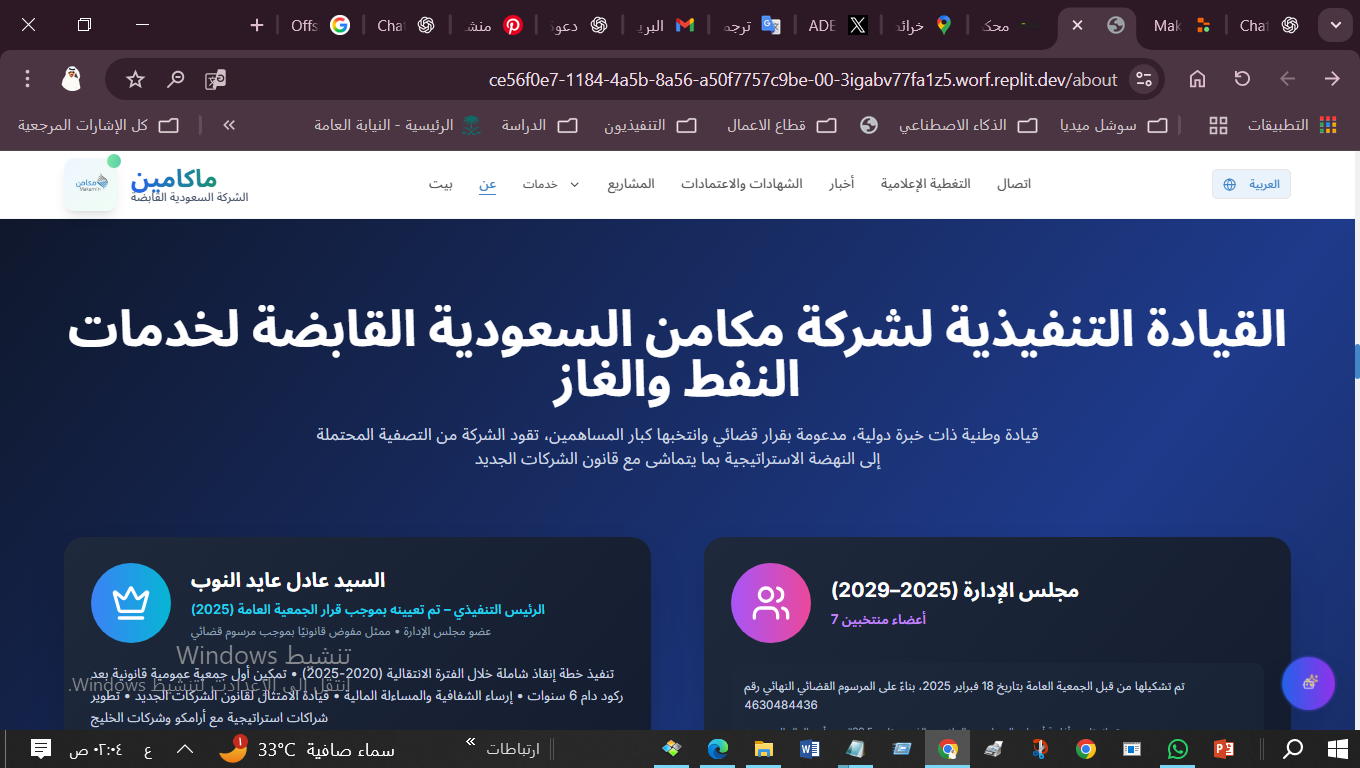 Offs
Chat
منش
دعوة
البري
ترجم
ADE
خرائط
محكـ
Mak
Chat
ce56f0e7-1184-4a5b-8a56-a50f7757c9be-00-3igabv77fa1z5.worf.replit.dev/about
التطبيقات
سوشل ميديا
الذكاء الاصطناعي
قطاع الاعمال
التنفيذيون
الدراسة
الرئيسية - النيابة العامة
»
كل الإشارات المرجعية
ماكامين
الشركة السعودية القابضة
مكامن
Makamin
بيت
عن
خدمات
المشاريع
الشهادات والاعتمادات
أخبار
التغطية الإعلامية
اتصال
العربية
القيادة التنفيذية لشركة مكامن السعودية القابضة لخدمات
النفط والغاز
قيادة وطنية ذات خبرة دولية، مدعومة بقرار قضائي وانتخبها كبار المساهمين، تقود الشركة من التصفية المحتملة
إلى النهضة الاستراتيجية بما يتماشى مع قانون الشركات الجديد
مجلس الإدارة (2025–2029)
7 أعضاء منتخبين
تم تشكيلها من قبل الجمعية العامة بتاريخ 18 فبراير 2025، بناءً على المرسوم القضائي النهائي رقم
4630484436
السيد عادل عايد النوب
الرئيس التنفيذي – تم تعيينه بموجب قرار الجمعية العامة (2025)
عضو مجلس الإدارة • ممثل مفوض قانونيًا بموجب مرسوم قضائي
تنفيذ خطة إنقاذ شاملة خلال الفترة الانتقالية (2020-2025) • تمكين أول جمعية عمومية قانونية بعد
ركود دام 6 سنوات • إرساء الشفافية والمساءلة المالية • قيادة الامتثال لقانون الشركات الجديد • تطوير
شراكات استراتيجية مع أرامكو وشركات الخليج
تنشيط Windows
انتقل إلى الإعدادات لتنشيط Windows.
ارتباطات
»
33°C سماء صافية
1
ع
٠٢:٠٤ ص